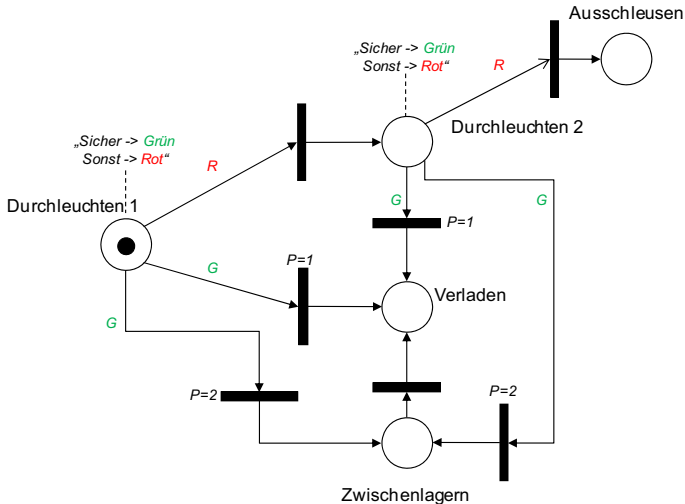 Ausschleusen
„Sicher -> Grün
Sonst -> Rot“
„Sicher -> Grün
Sonst -> Rot“
R
R
Durchleuchten 2
Durchleuchten 1
G
G
P=1
G
P=1
Verladen
G
P=2
P=2
Zwischenlagern